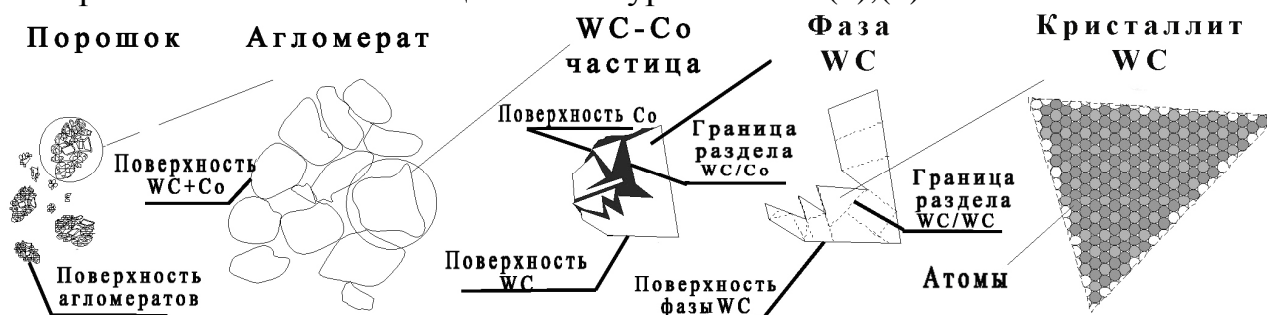 Порошок
Агломерат
WC-Co
частица
Фаза
WC
Кристаллит
WC
Поверхность Co
Граница
раздела
WC/Co
Поверхность
WC+Co
Граница
раздела
WC/WC
Поверхность
WC
Поверхность
агломератов
Поверхность
фазы WC
Атомы